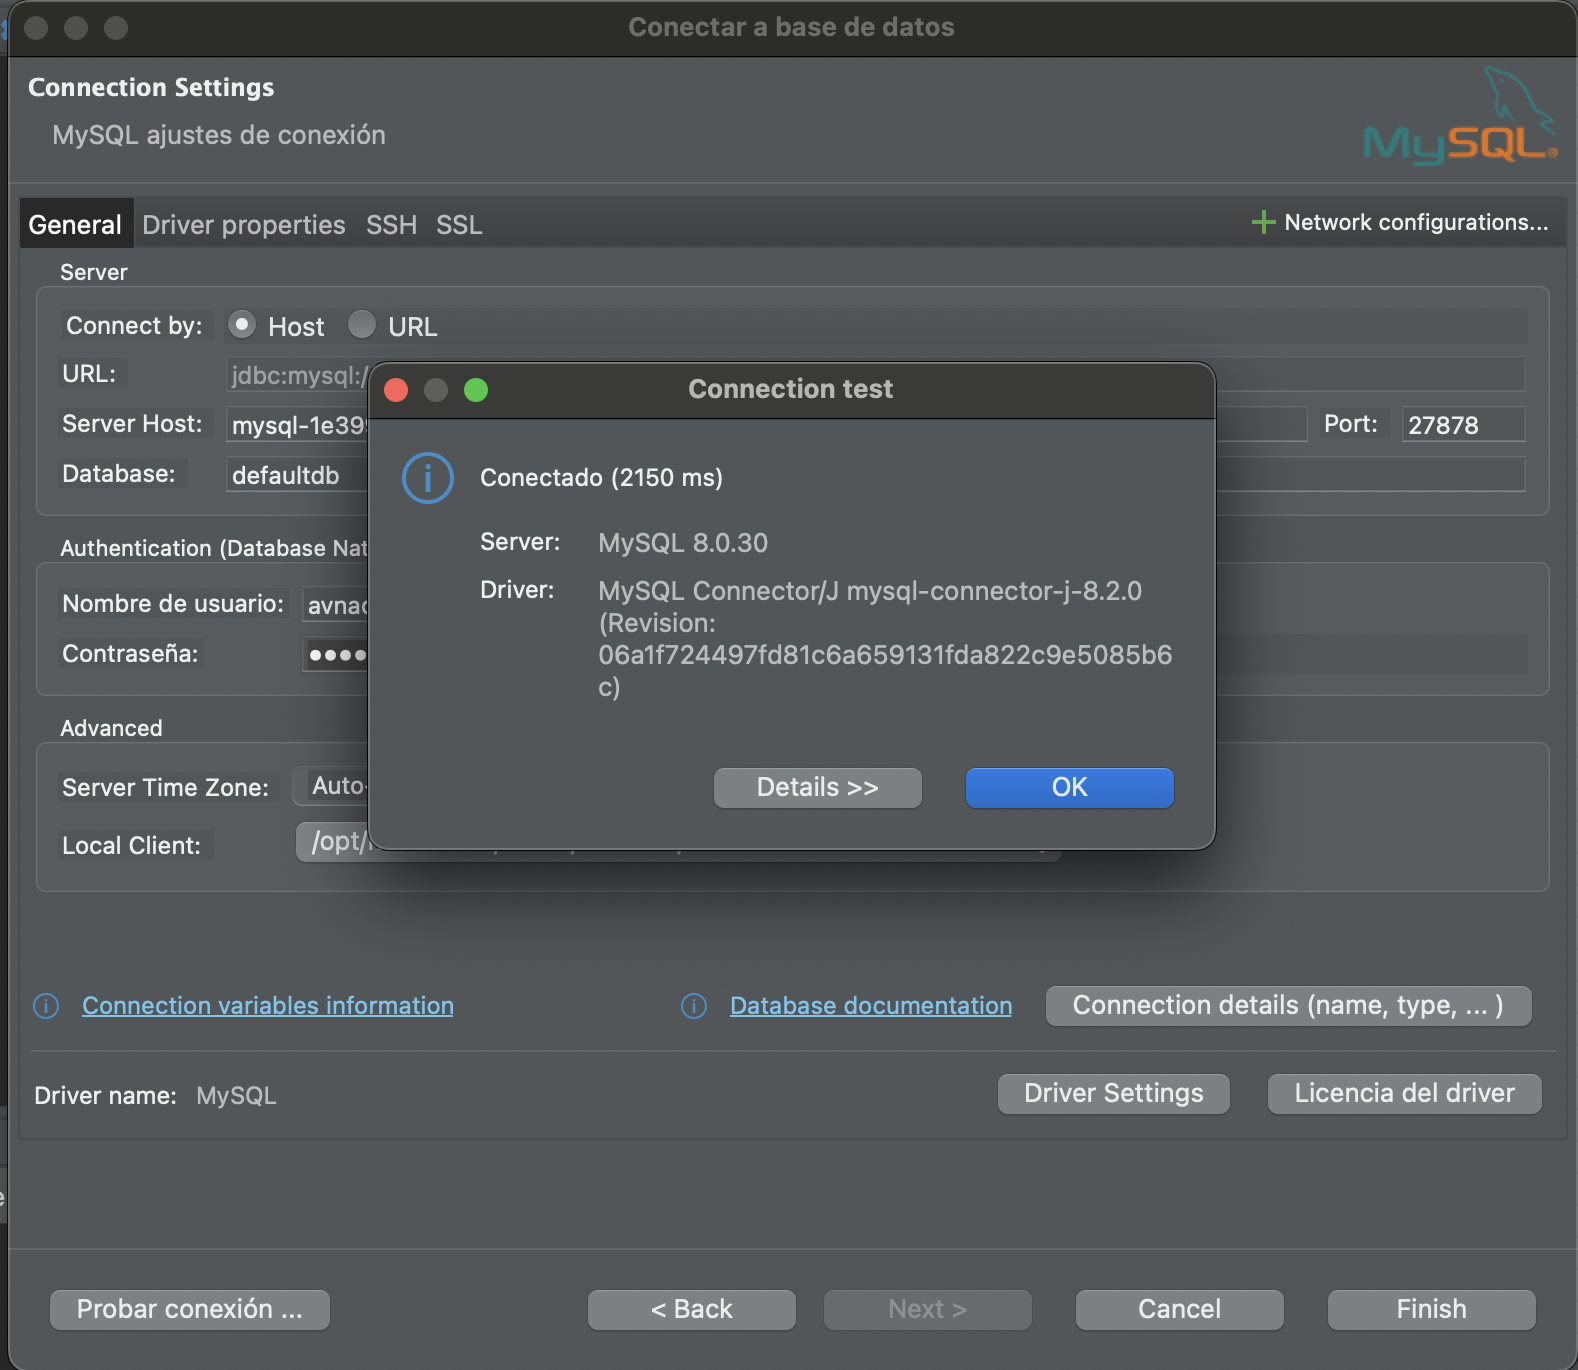 Conectar a base de datos
Connection Settings
MySQL ajustes de conexión
MySQL®
General Driver properties SSH SSL Network configurations...
Server
Connect by: Host URL
URL: jdbc:mysql:/
Connection test
Server Host: mysql-1e39 Port: 27878
Database: defaultdb
Conectado (2150 ms)
Server: MySQL 8.0.30
Driver: MySQL Connector/J mysql-connector-j-8.2.0
(Revision:
06a1f724497fd81c6a659131fda822c9e5085b6
c)
Details >> OK
Authentication (Database Nat
Nombre de usuario: avnad
Contraseña: ••••
Advanced
Server Time Zone: Auto-
Local Client: /opt/
Connection variables information Database documentation Connection details (name, type, ... )
Driver name: MySQL Driver Settings Licencia del driver
Probar conexión ... < Back Next > Cancel Finish